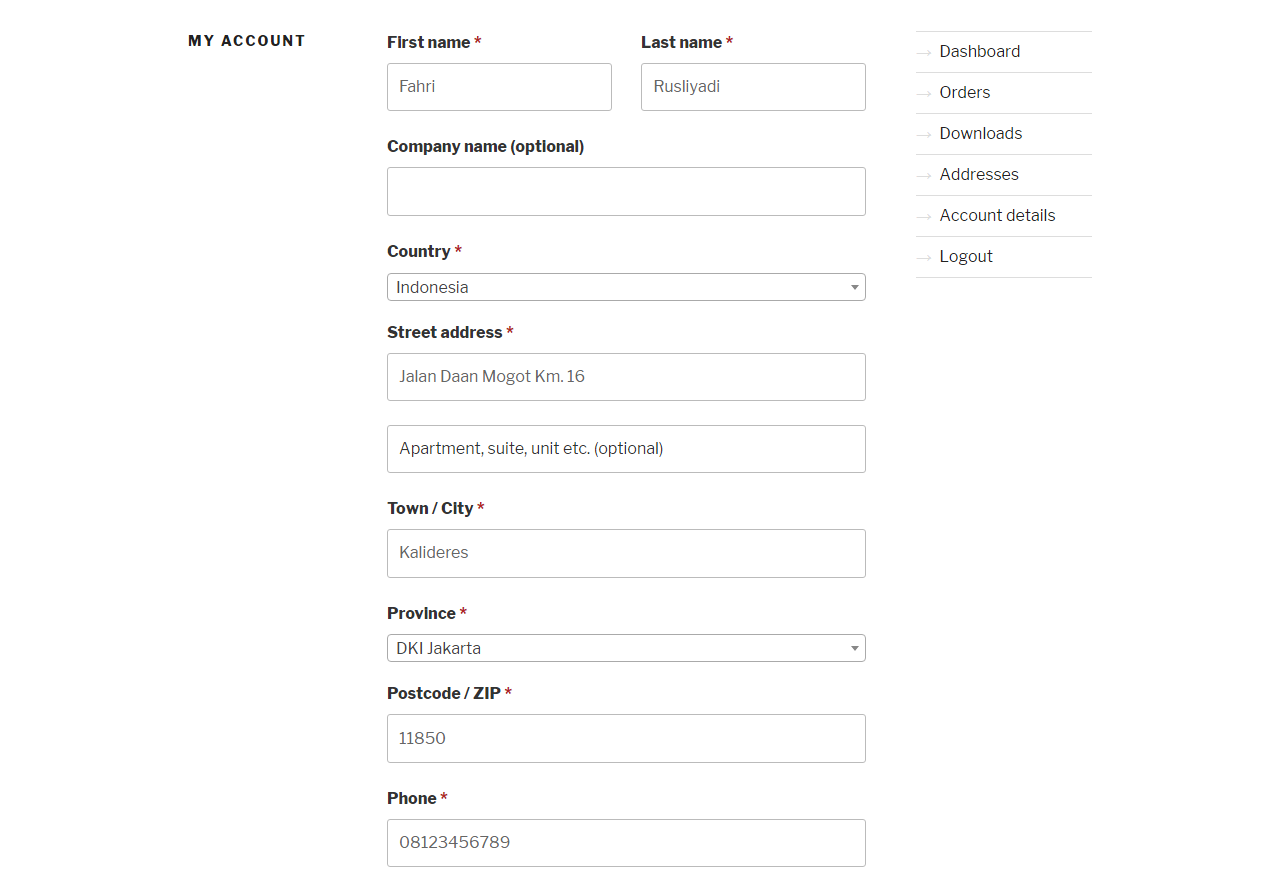 MY ACCOUNT
First name *
Last name *
Fahri
Rusliyadi
Company name (optional)
Country *
Indonesia
Street address *
Jalan Daan Mogot Km. 16
Apartment, suite, unit etc. (optional)
Town / City *
Kalideres
Province *
DKI Jakarta
Postcode / ZIP *
11850
Phone *
08123456789
→ Dashboard
→ Orders
→ Downloads
→ Addresses
→ Account details
→ Logout